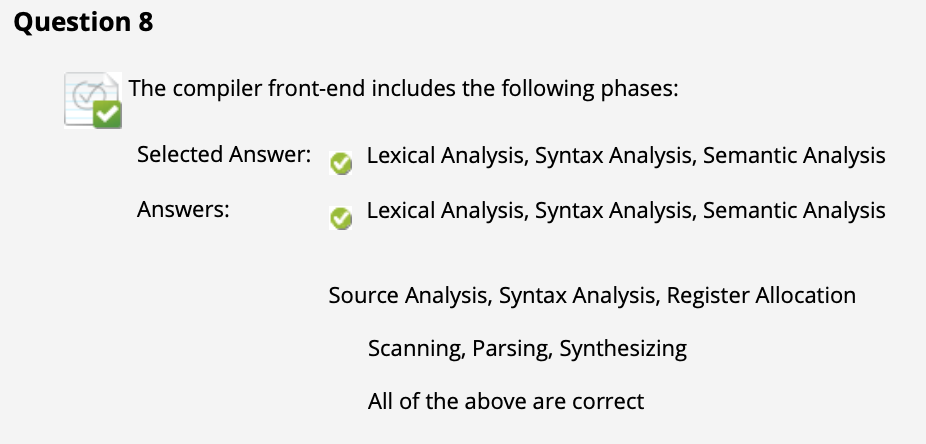 Question 8
The compiler front-end includes the following phases:
Selected Answer: Lexical Analysis, Syntax Analysis, Semantic Analysis
Answers: Lexical Analysis, Syntax Analysis, Semantic Analysis
Source Analysis, Syntax Analysis, Register Allocation
Scanning, Parsing, Synthesizing
All of the above are correct